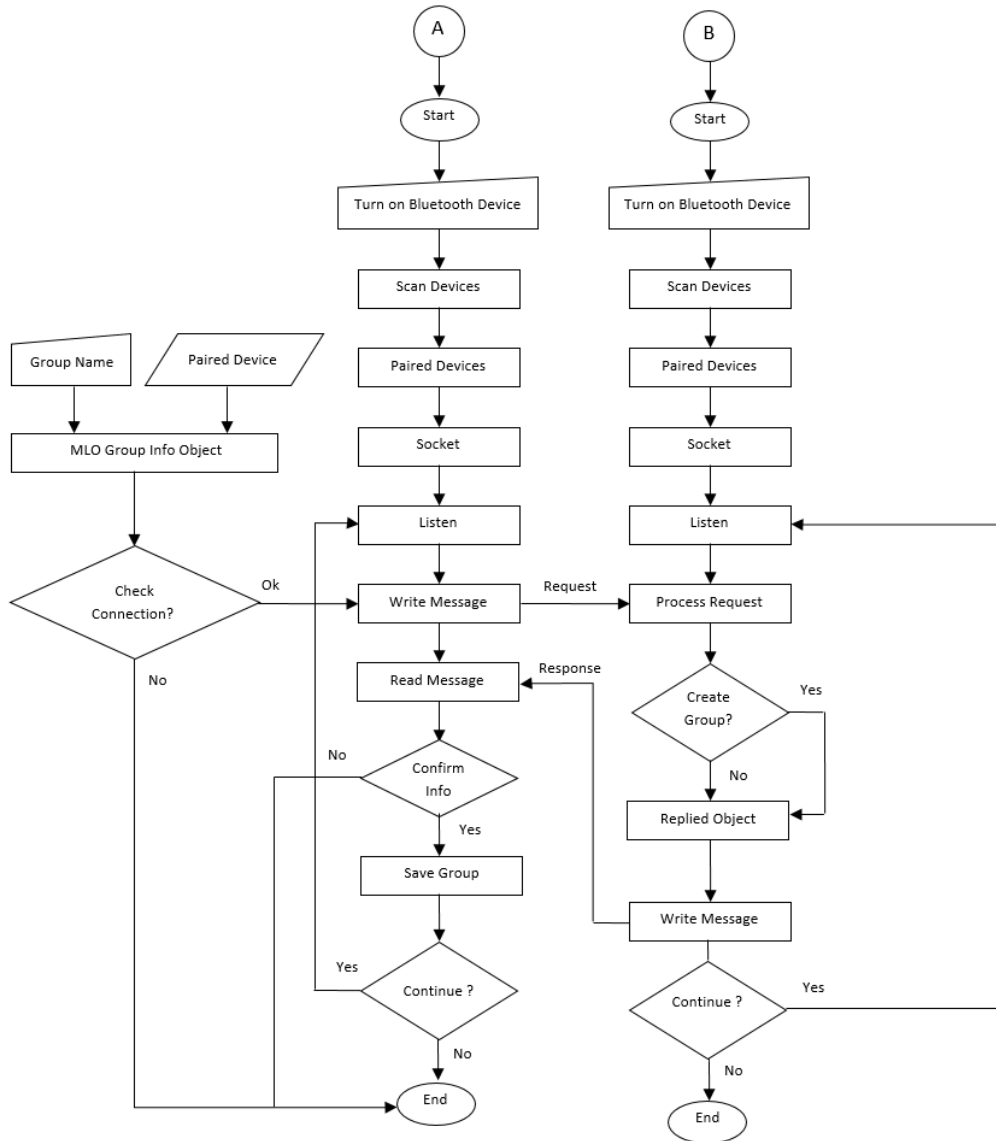 A
B
Start
Start
Turn on Bluetooth Device
Turn on Bluetooth Device
Scan Devices
Scan Devices
Group Name
Paired Device
Paired Devices
Paired Devices
MLO Group Info Object
Socket
Socket
Listen
Listen
Check
Connection?
Ok
Write Message
Request
Process Request
No
Read Message
Response
Create
Group?
Yes
No
Confirm
Info
No
Yes
Replied Object
Save Group
Write Message
Yes
Continue ?
Continue ?
Yes
No
No
End
End